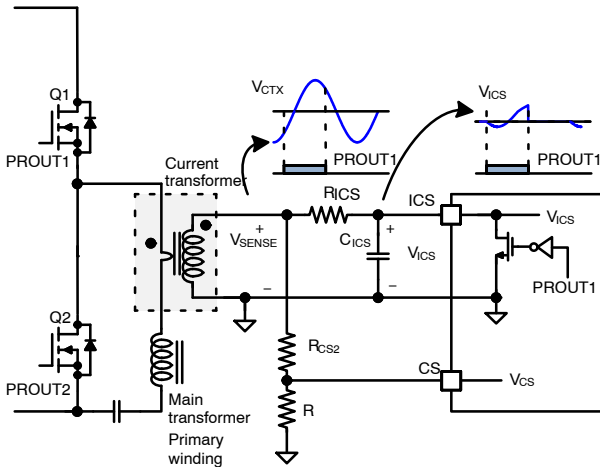 Q1
PROUT1
VCTX
PROUT1
VICS
PROUT1
Current
transformer
RICS
ICS
+
VSENSE
–
CICS
+
VICS
–
VICS
PROUT1
Q2
PROUT2
RCS2
CS
VCS
R
Main
transformer
Primary
winding